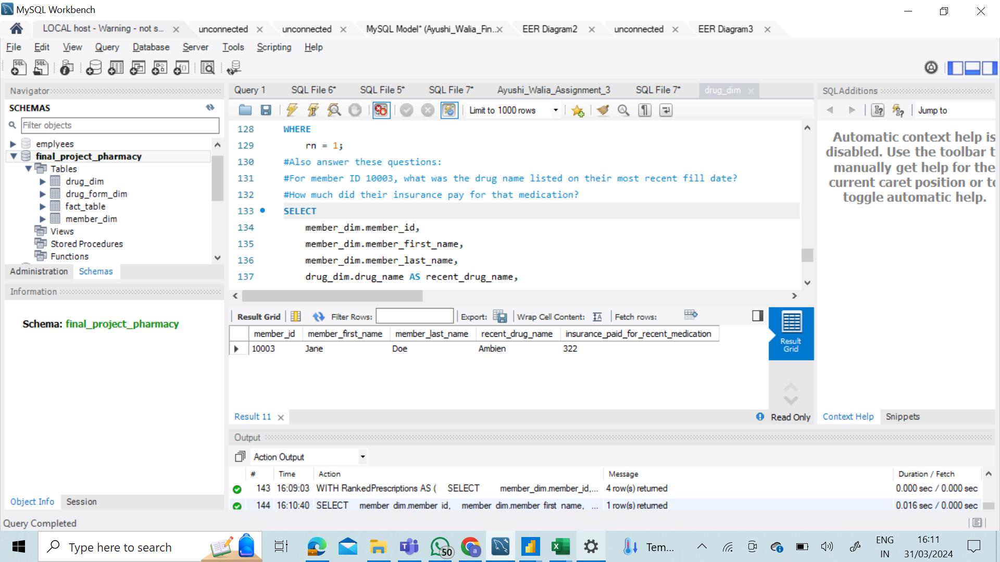 MySQL Workbench
LOCAL host - Warning - not s...
unconnected
unconnected
MySQL Model* (Ayushi_Walia_Fin..
EER Diagram2
unconnected
EER Diagram3
File Edit View Query Database Server Tools Scripting Help
Navigator
SCHEMAS
Filter objects
emplyees
final_project_pharmacy
Tables
drug_dim
drug_form_dim
fact_table
member_dim
Views
Stored Procedures
Functions
Administration Schemas
Information
Schema: final_project_pharmacy
Object Info Session
Query 1 SQL File 6* SQL File 5* SQL File 7* Ayushi_Walia_Assignment_3 SQL File 7* drug_dim
Limit to 1000 rows
128 WHERE
129 rn = 1;
130 #Also answer these questions:
131 #For member ID 10003, what was the drug name listed on their most recent fill date?
132 #How much did their insurance pay for that medication?
133 SELECT
134 member_dim.member_id,
135 member_dim.member_first_name,
136 member_dim.member_last_name,
137 drug_dim.drug_name AS recent_drug_name,
Result Grid Filter Rows: Export: Wrap Cell Content: Fetch rows:
member_id member_first_name member_last_name recent_drug_name insurance_paid_for_recent_medication
10003 Jane Doe Ambien 322
Result Grid
Result 11
Read Only
SQLAdditions
Jump to
Automatic context help is
disabled. Use the toolbar t
manually get help for the
current caret position or to
toggle automatic help.
Context Help Snippets
Output
Action Output
# Time Action Message Duration / Fetch
143 16:09:03 WITH RankedPrescriptions AS ( SELECT member_dim.member_id,... 4 row(s) returned 0.000 sec / 0.000 sec
144 16:10:40 SELECT member_dim.member_id, member_dim.member_first_name, ... 1 row(s) returned 0.016 sec / 0.000 sec
Query Completed
Type here to search
50
a
Tem...
ENG
IN
16:11
31/03/2024